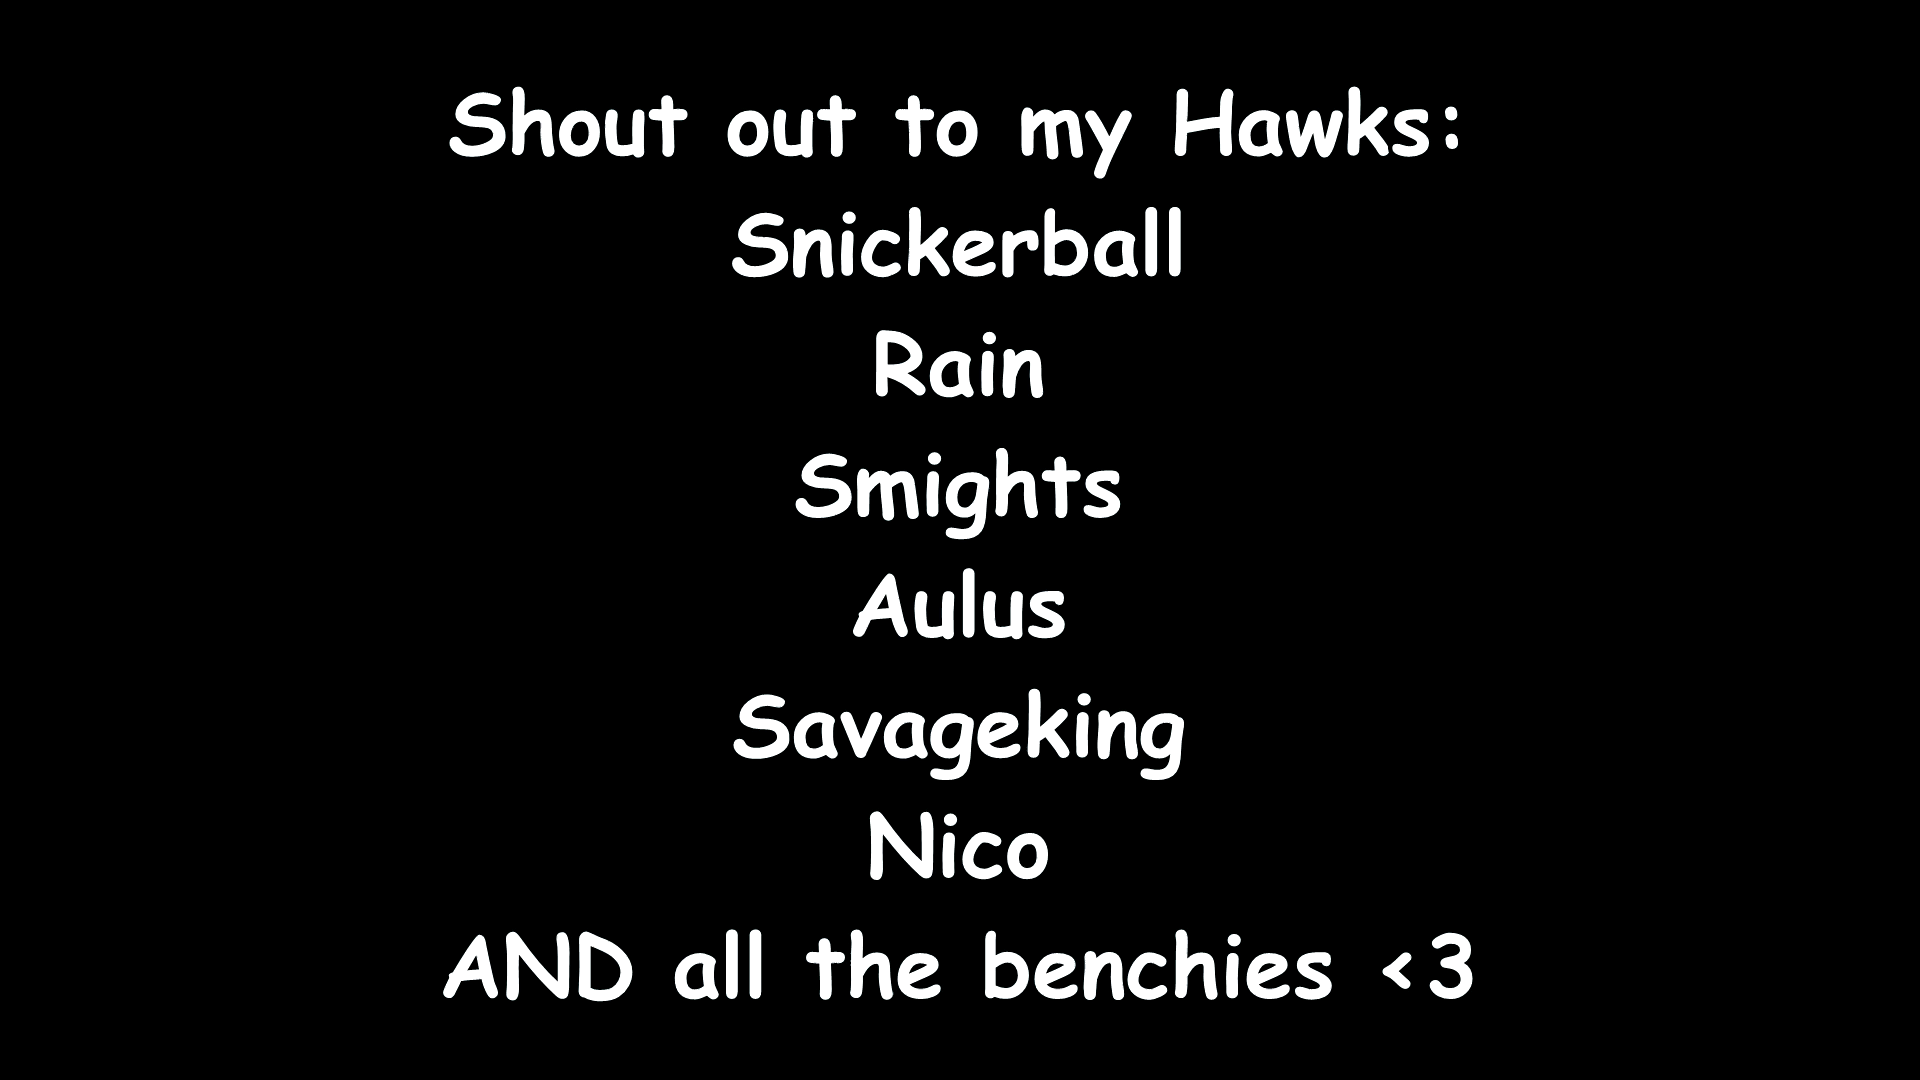 Shout out to my Hawks:
Snickerball
Rain
Smights
Aulus
Savageking
Nico
AND all the benchies <3